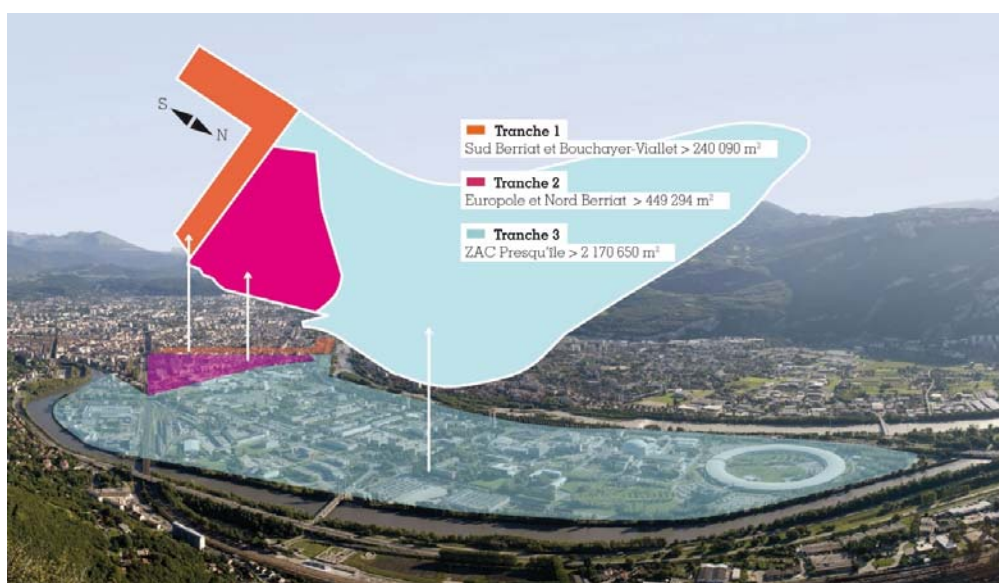 S
N
Tranche 1
Sud Berriat et Bouchayer-Viallet > 240 090 m²
Tranche 2
Europole et Nord Berriat > 449 294 m²
Tranche 3
ZAC Presqu'île > 2 170 650 m²